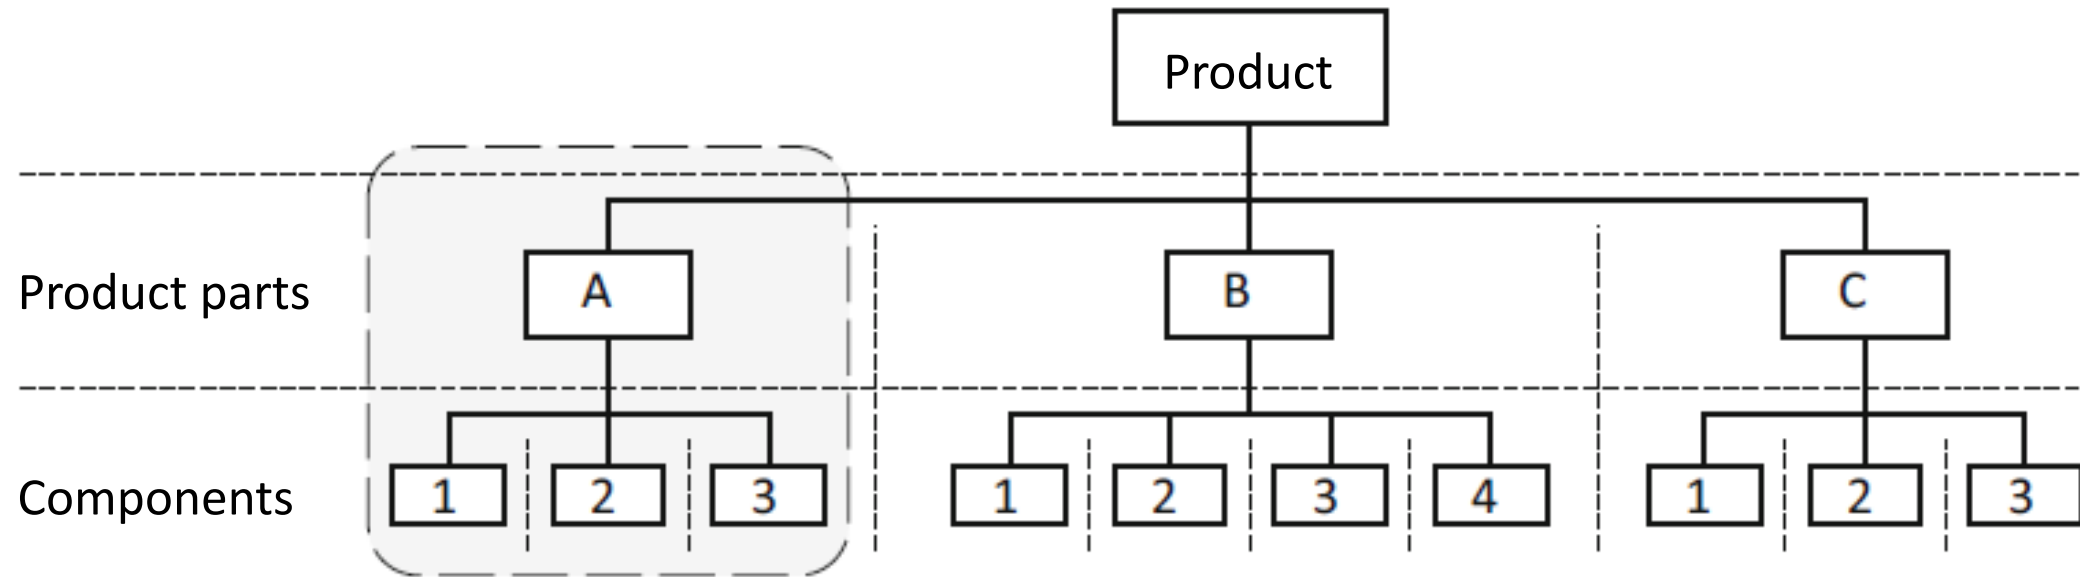 Product
Product parts A B C
Components 1 2 3 1 2 3 4 1 2 3